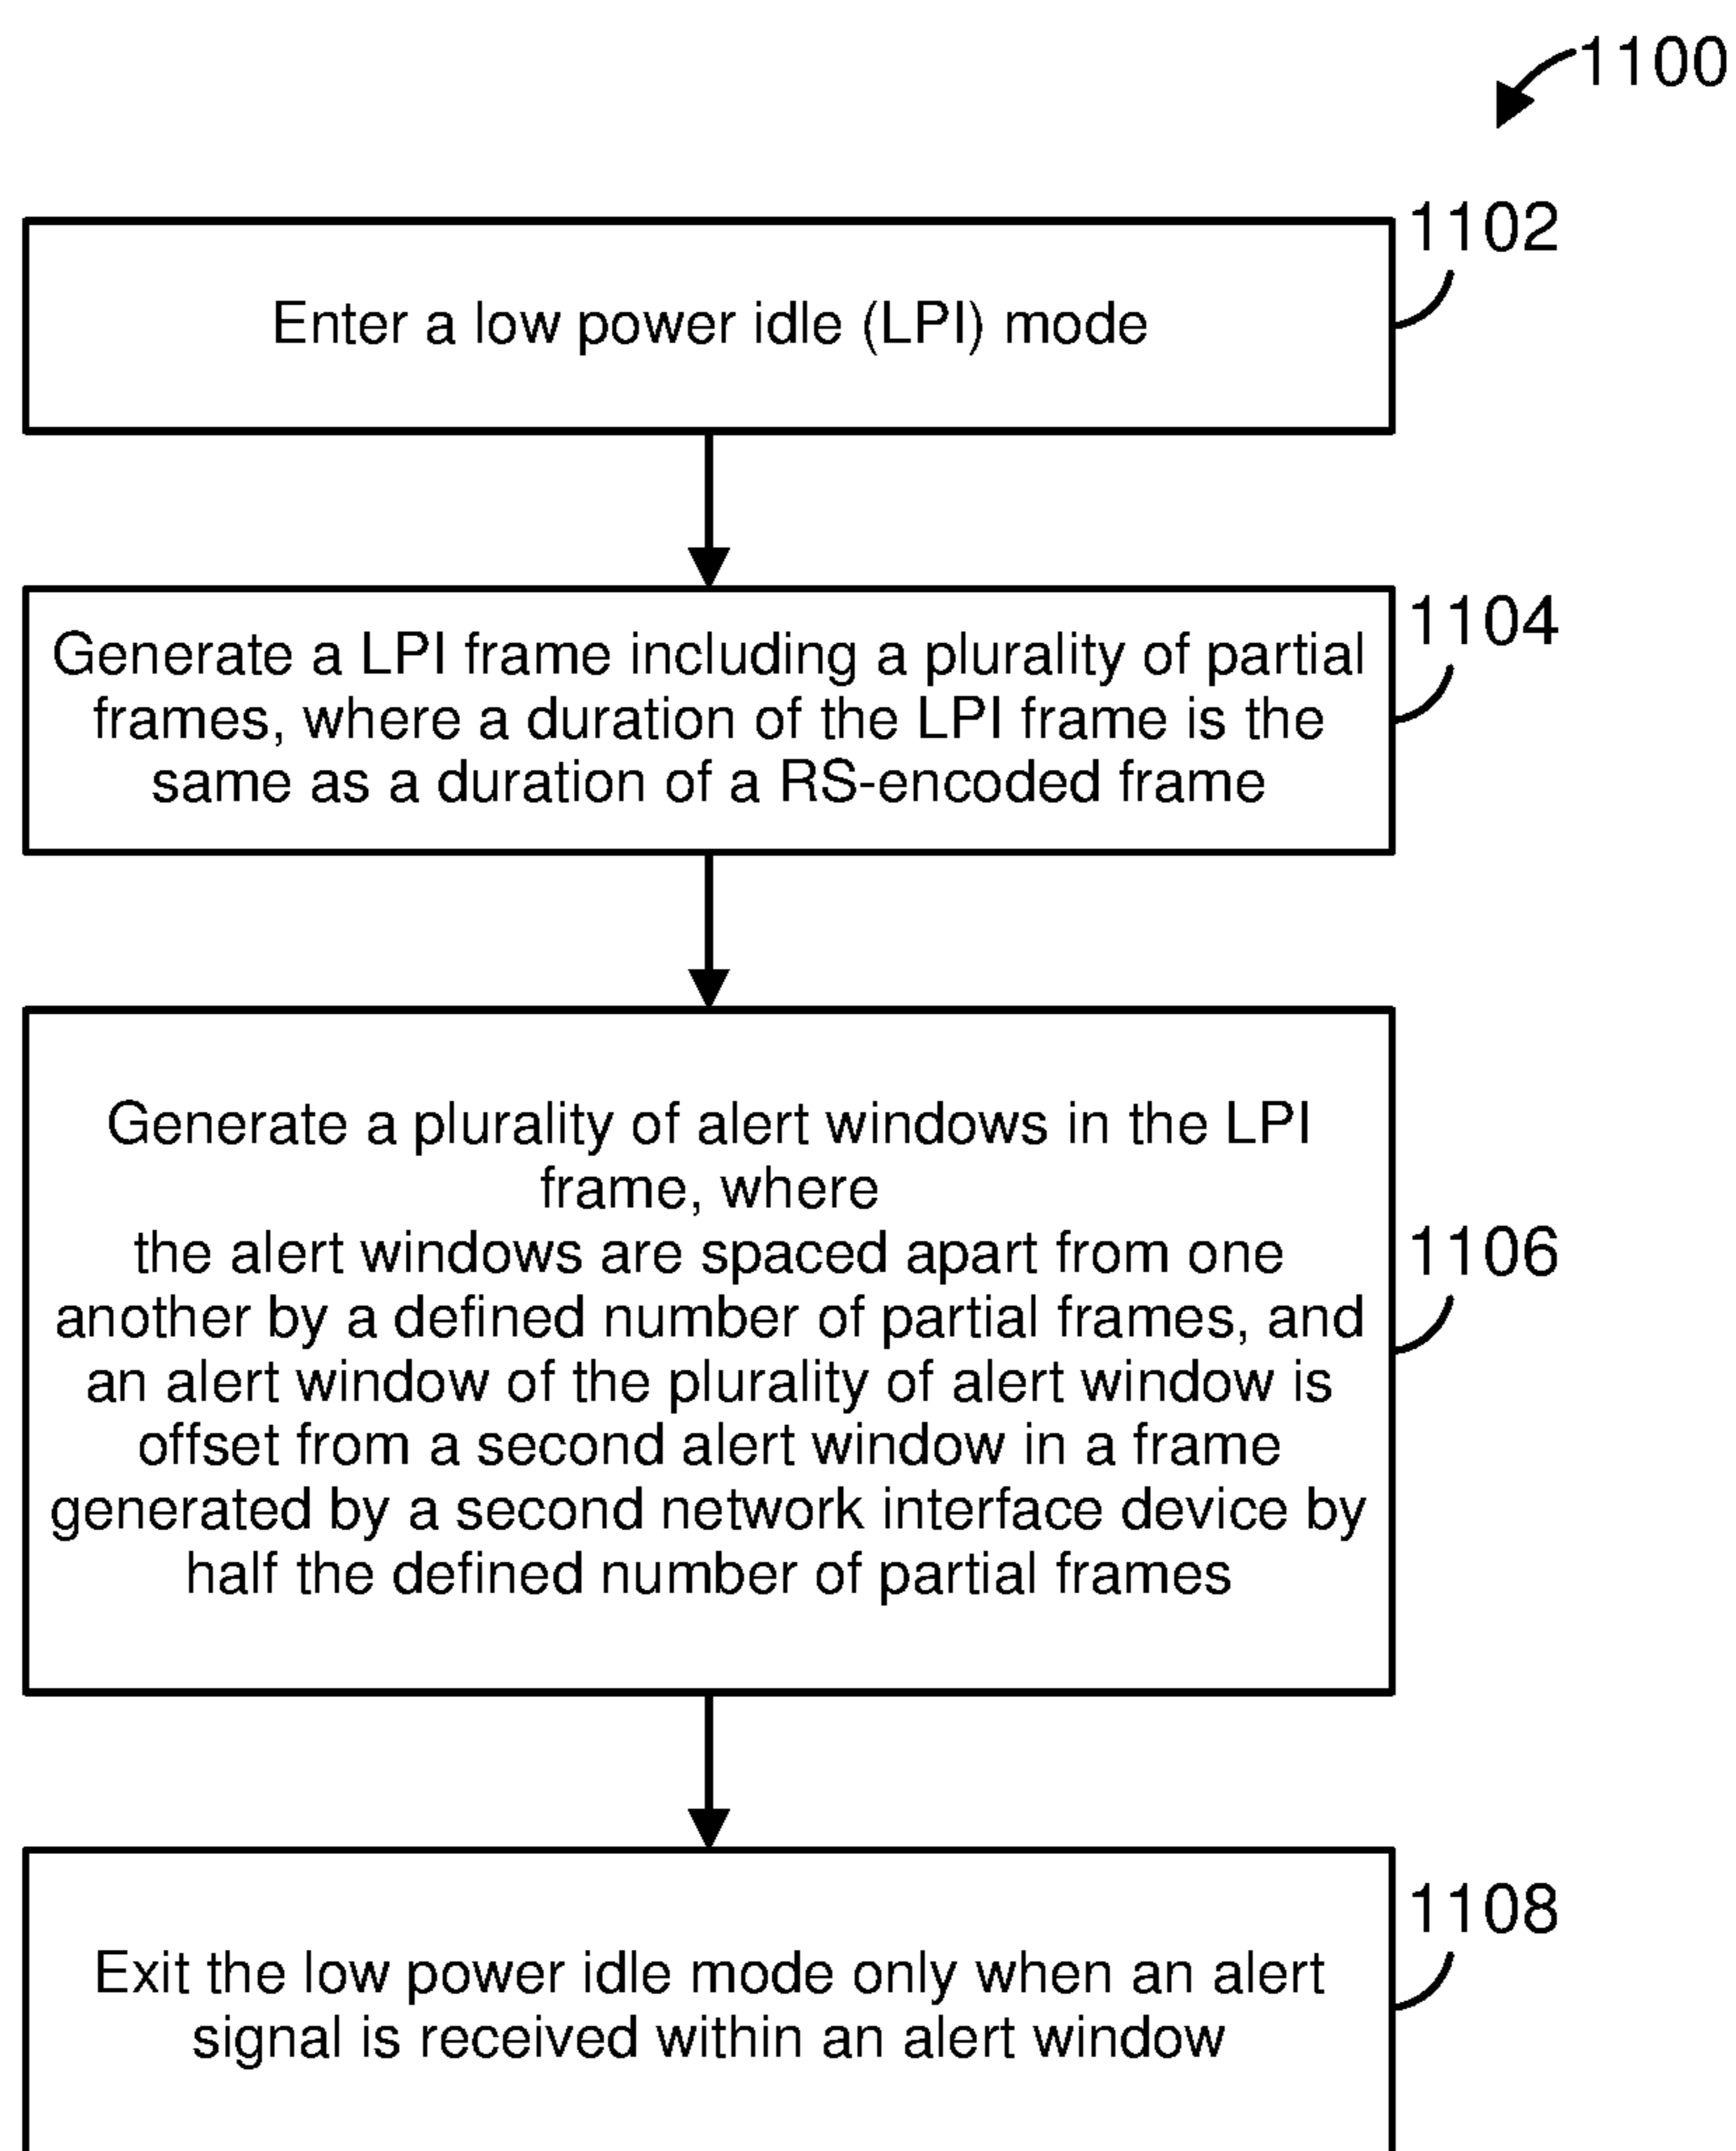 1100
1102
Enter a low power idle (LPI) mode
1104
Generate a LPI frame including a plurality of partial
frames, where a duration of the LPI frame is the
same as a duration of a RS-encoded frame
Generate a plurality of alert windows in the LPI
frame, where
the alert windows are spaced apart from one
another by a defined number of partial frames, and
an alert window of the plurality of alert window is
offset from a second alert window in a frame
generated by a second network interface device by
half the defined number of partial frames
1106
1108
Exit the low power idle mode only when an alert
signal is received within an alert window